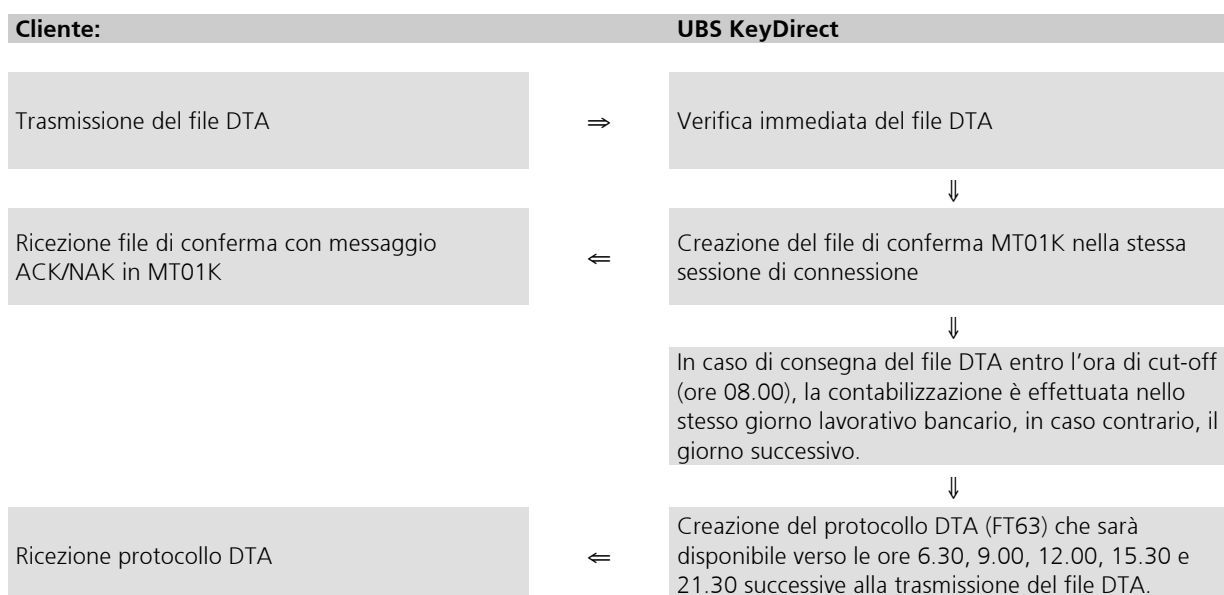 Cliente: UBS KeyDirect
Trasmissione del file DTA ⇒ Verifica immediata del file DTA
⇓
Ricezione file di conferma con messaggio
ACK/NAK in MT01K
⇐
Creazione del file di conferma MT01K nella stessa
sessione di connessione
⇓
In caso di consegna del file DTA entro l'ora di cut-off
(ore 08.00), la contabilizzazione è effettuata nello
stesso giorno lavorativo bancario, in caso contrario, il
giorno successivo.
⇓
Ricezione protocollo DTA
⇐
Creazione del protocollo DTA (FT63) che sarà
disponibile verso le ore 6.30, 9.00, 12.00, 15.30 e
21.30 successive alla trasmissione del file DTA.